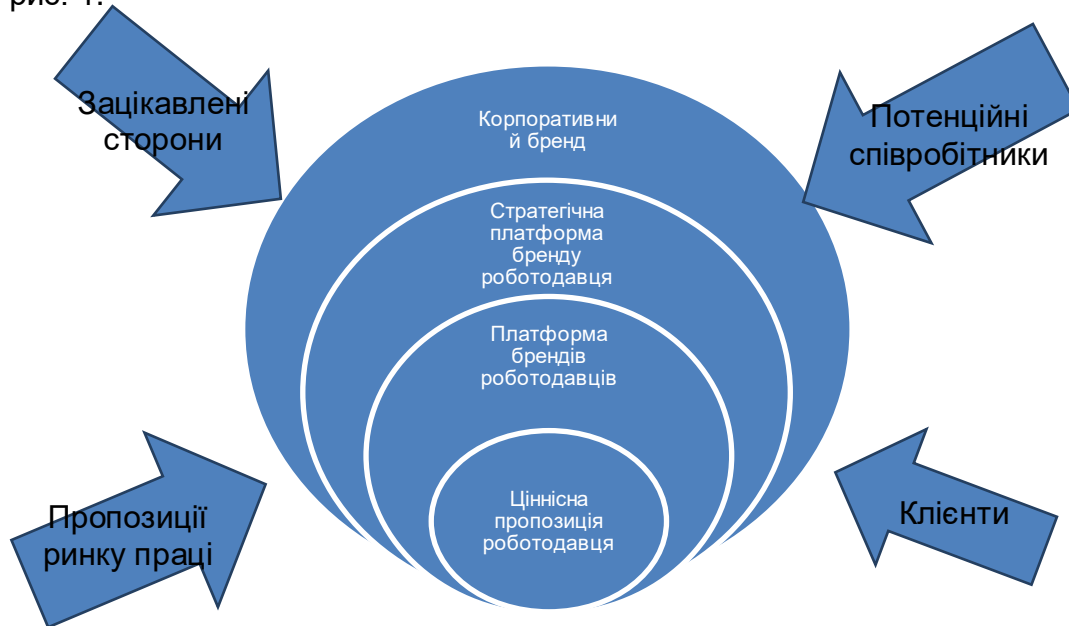 рис. 1.
Зацікавлені
сторони
Потенційні
співробітники
Корпоративни
й бренд
Стратегічна
платформа
бренду
роботодавця
Платформа
брендів
роботодавців
Ціннісна
пропозиція
роботодавця
Пропозиції
ринку праці
Клієнти